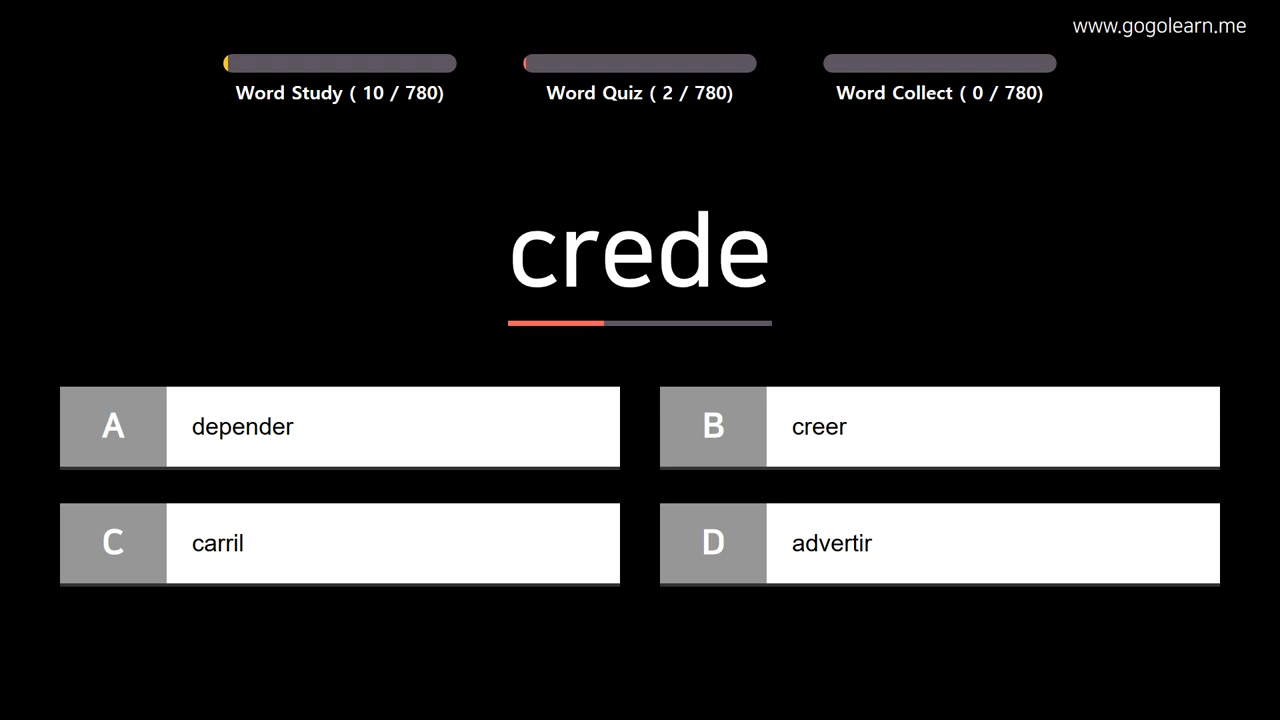 www.gogolearn.me
Word Study ( 10 / 780)
Word Quiz ( 2 / 780)
Word Collect ( 0 / 780)
crede
A depender
B creer
C carril
D advertir